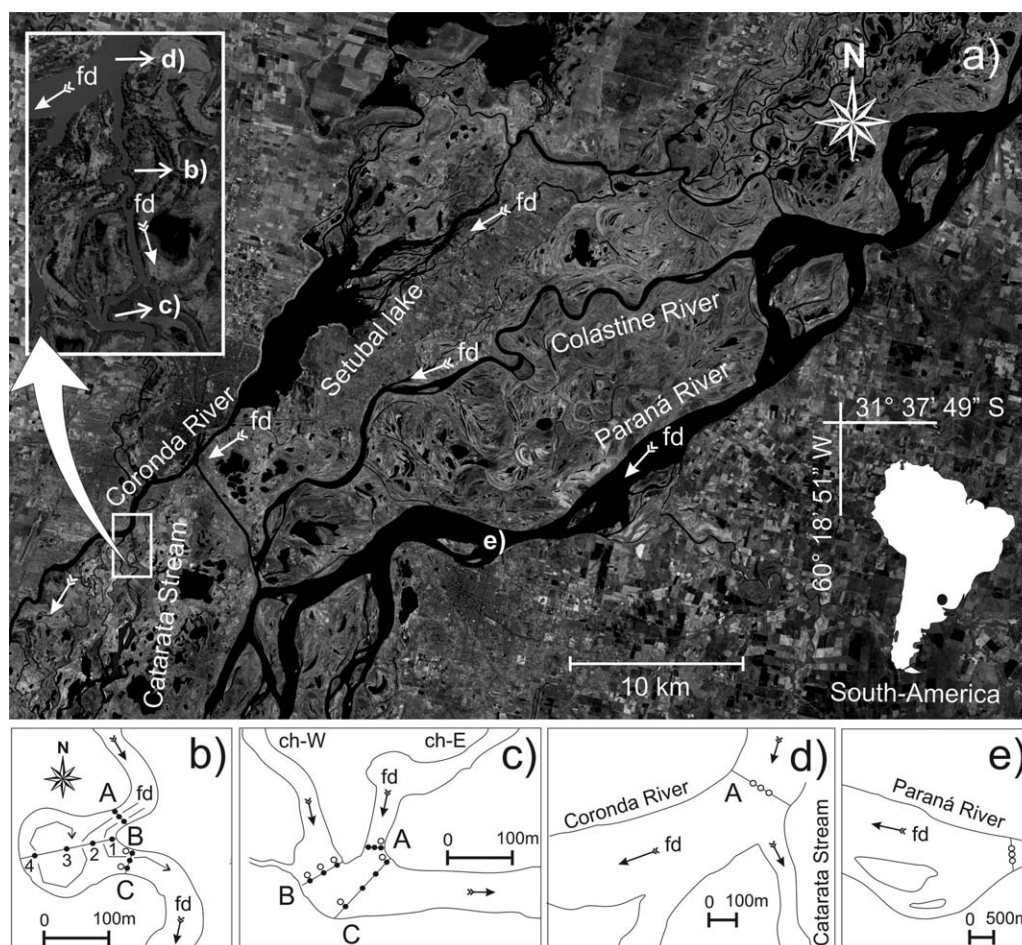 a)
N
d)
fd
b)
fd
c)
fd
Setubal lake
fd
Colastine River
Paraná River
fd
Coronda River
fd
fd
31° 37’ 49” S
60° 18’ 51” W
e)
Catarata Stream
10 km
South-America
b)
N
A
fd
B
1
2
3
4
C
fd
0 100m
c)
ch-W
ch-E
fd
A
0 100m
B
C
d)
A
Coronda River
fd
Catarata Stream
0 100m
e)
Paraná River
fd
0 500m